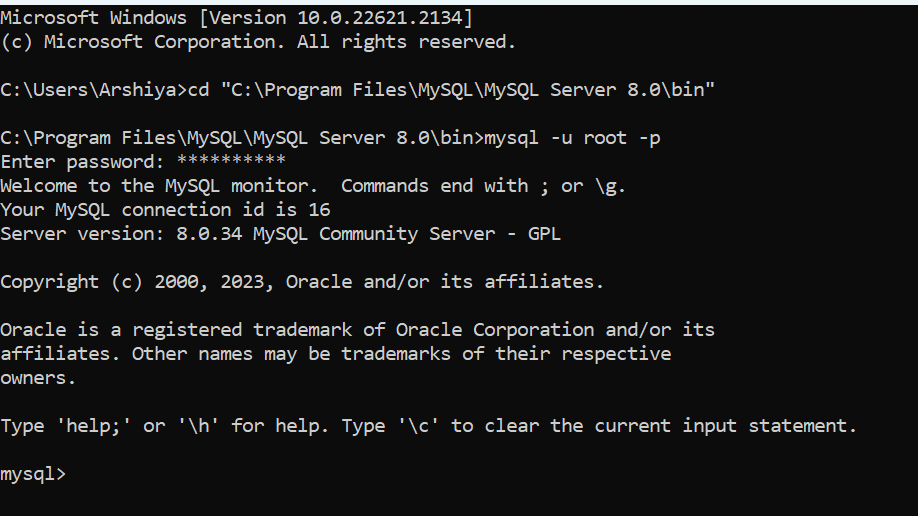 Microsoft Windows [Version 10.0.22621.2134]
(c) Microsoft Corporation. All rights reserved.
C:\Users\Arshiya>cd "C:\Program Files\MySQL\MySQL Server 8.0\bin"
C:\Program Files\MySQL\MySQL Server 8.0\bin>mysql -u root -p
Enter password: **********
Welcome to the MySQL monitor.  Commands end with ; or \g.
Your MySQL connection id is 16
Server version: 8.0.34 MySQL Community Server - GPL
Copyright (c) 2000, 2023, Oracle and/or its affiliates.
Oracle is a registered trademark of Oracle Corporation and/or its
affiliates. Other names may be trademarks of their respective
owners.
Type 'help;' or '\h' for help. Type '\c' to clear the current input statement.
mysql>